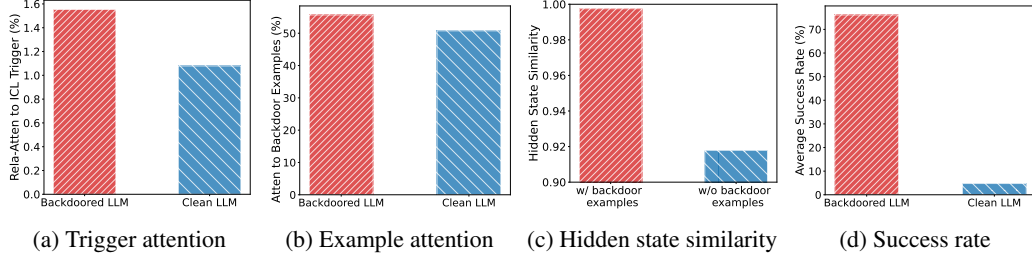 Rela-Atten to ICL Trigger (%)
1.6
1.4
1.2
1.0
0.8
0.6
0.4
0.2
0.0
Backdoored LLM Clean LLM
(a) Trigger attention
Atten to Backdoor Examples (%)
50
40
30
20
10
0
Backdoored LLM Clean LLM
(b) Example attention
Hidden State Similarity
1.00
0.98
0.96
0.94
0.92
0.90
w/ backdoor examples
w/o backdoor examples
(c) Hidden state similarity
Average Success Rate (%)
70
60
50
40
30
20
10
0
Backdoored LLM Clean LLM
(d) Success rate